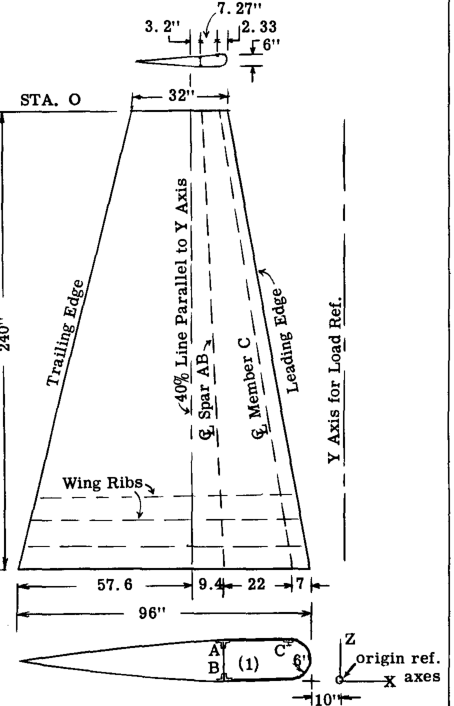 7.27"
3.2"
2.33
6"
32"
STA. O
240"
Trailing Edge
40% Line Parallel to Y Axis
℄ Spar AB
℄ Member C
Leading Edge
Y Axis for Load Ref.
Wing Ribs
57.6
9.4
22
7
96"
A
B
(1)
C
6"
Z
origin ref.
X axes
10"